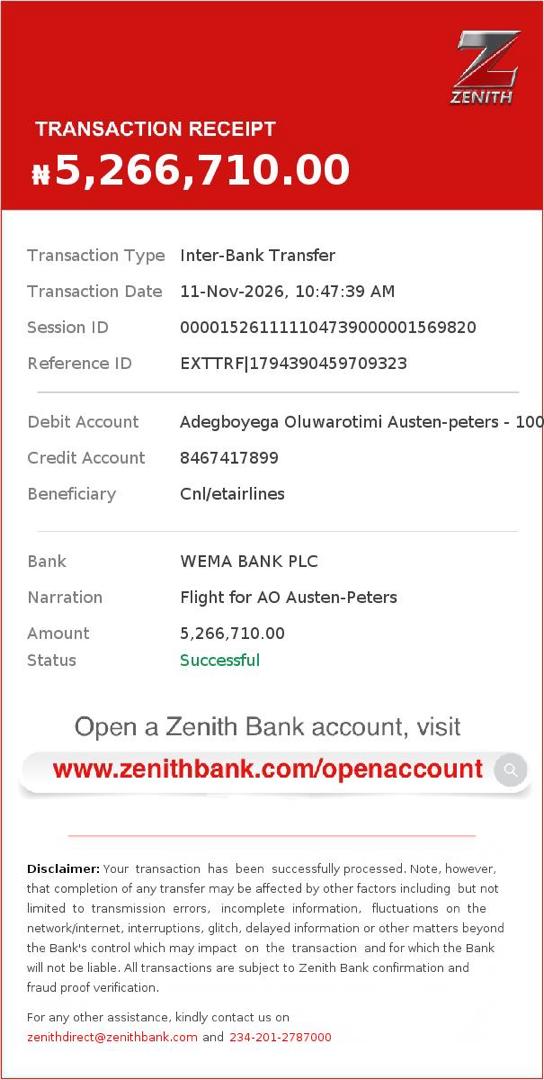 ZENITH
TRANSACTION RECEIPT
₦5,266,710.00
Transaction Type Inter-Bank Transfer
Transaction Date 11-Nov-2026, 10:47:39 AM
Session ID 000015261111104739000001569820
Reference ID EXTTRF|1794390459709323
Debit Account Adegboyega Oluwarotimi Austen-peters - 100
Credit Account 8467417899
Beneficiary Cnl/etairlines
Bank WEMA BANK PLC
Narration Flight for AO Austen-Peters
Amount 5,266,710.00
Status Successful
Open a Zenith Bank account, visit
www.zenithbank.com/openaccount
Disclaimer: Your transaction has been successfully processed. Note, however,
that completion of any transfer may be affected by other factors including but not
limited to transmission errors, incomplete information, fluctuations on the
network/internet, interruptions, glitch, delayed information or other matters beyond
the Bank's control which may impact on the transaction and for which the Bank
will not be liable. All transactions are subject to Zenith Bank confirmation and
fraud proof verification.
For any other assistance, kindly contact us on
zenithdirect@zenithbank.com and 234-201-2787000